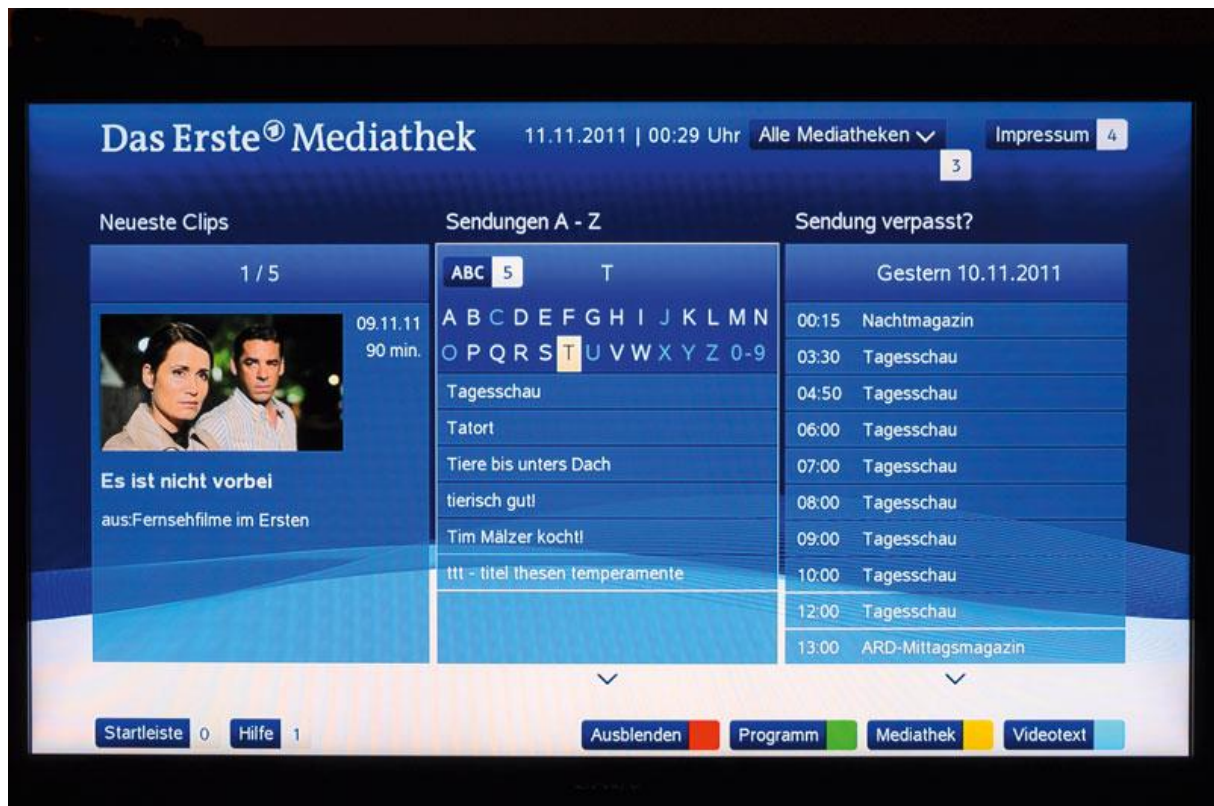 Das Erste Mediathek
11.11.2011 | 00:29 Uhr
Alle Mediatheken
3
Impressum 4
Neueste Clips
1 / 5
09.11.11
90 min.
Es ist nicht vorbei
aus:Fernsehfilme im Ersten
Sendungen A - Z
ABC 5 T
A B C D E F G H I J K L M N
O P Q R S T U V W X Y Z 0-9
Tagesschau
Tatort
Tiere bis unters Dach
tierisch gut!
Tim Mälzer kocht!
ttt - titel thesen temperamente
Sendung verpasst?
Gestern 10.11.2011
00:15 Nachtmagazin
03:30 Tagesschau
04:50 Tagesschau
06:00 Tagesschau
07:00 Tagesschau
08:00 Tagesschau
09:00 Tagesschau
10:00 Tagesschau
12:00 Tagesschau
13:00 ARD-Mittagsmagazin
Startleiste 0 Hilfe 1 Ausblenden Programm Mediathek Videotext